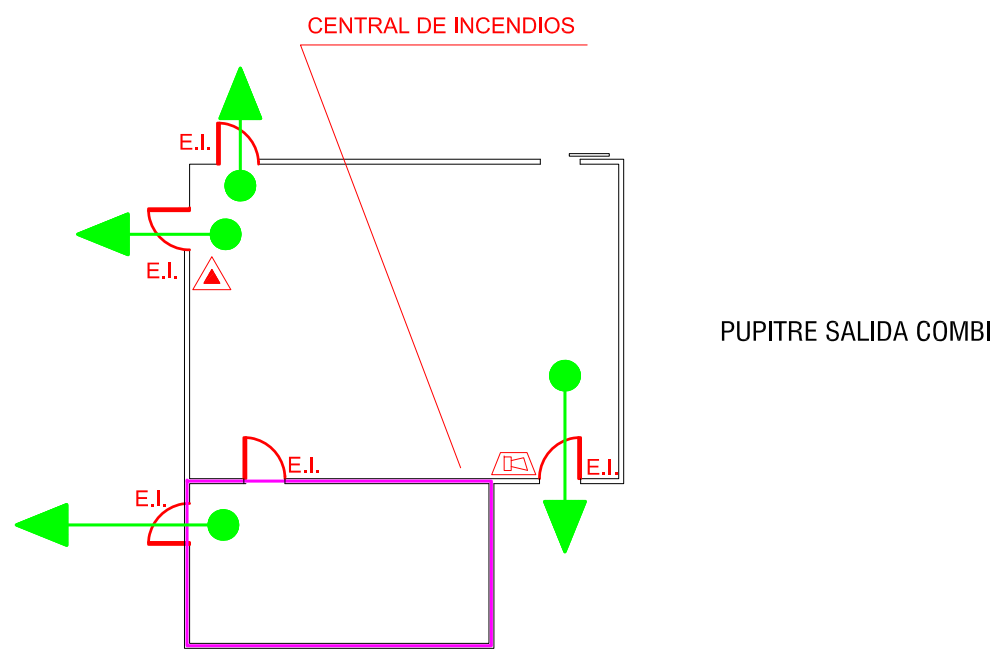 CENTRAL DE INCENDIOS
E.I.
E.I.
PUPITRE SALIDA COMBI
E.I.
E.I.
E.I.